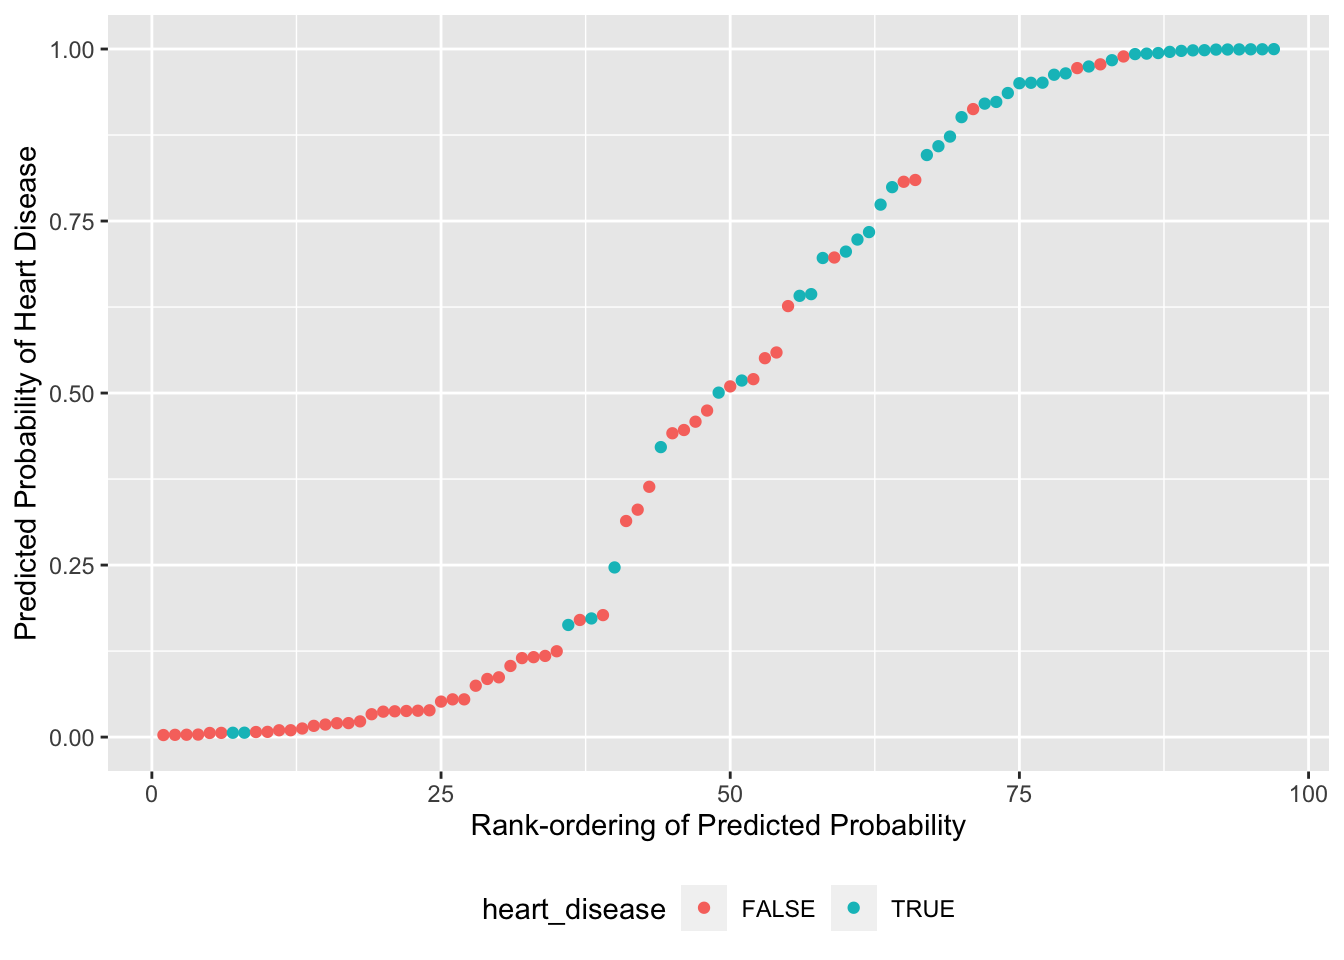 Predicted Probability of Heart Disease
1.00
0.75
0.50
0.25
0.00
0 25 50 75 100
Rank-ordering of Predicted Probability
heart_disease FALSE TRUE